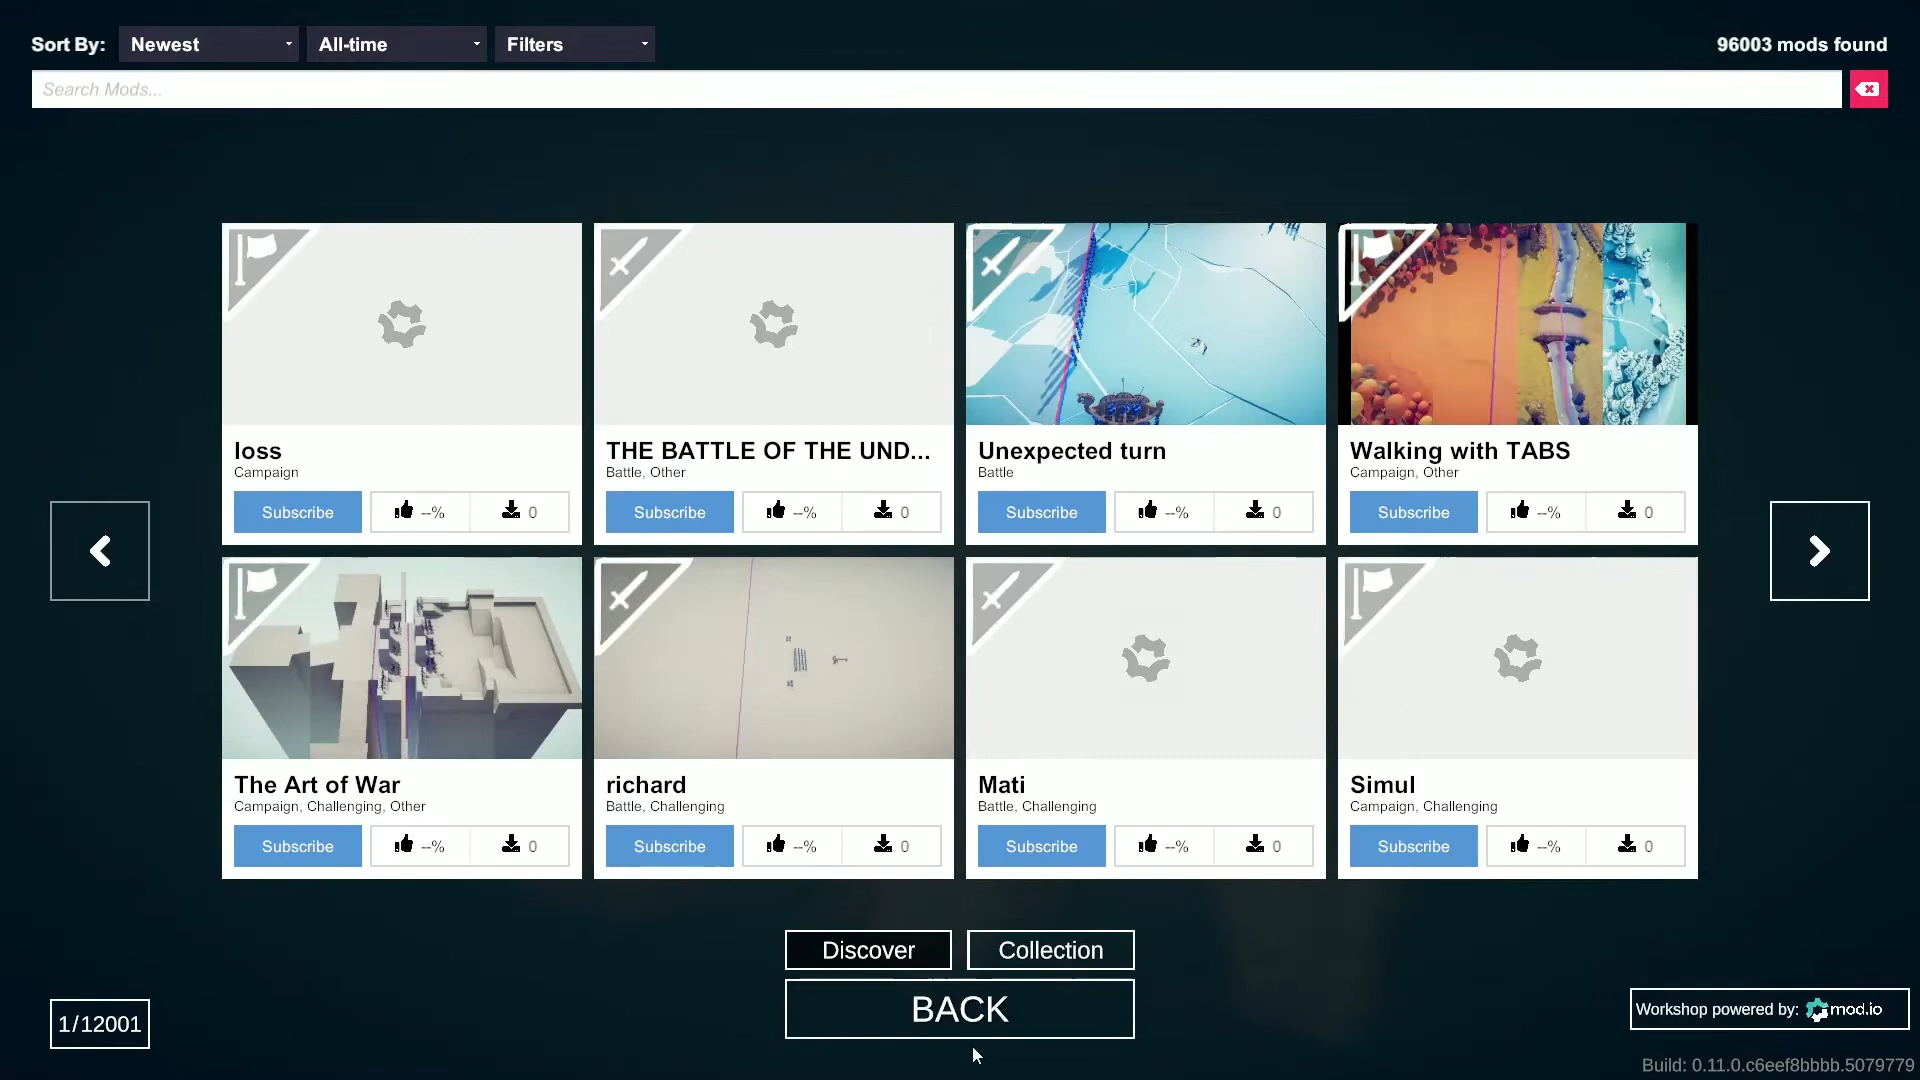 Sort By: Newest All-time Filters 96003 mods found
Search Mods...
loss
Campaign
Subscribe --% 0
THE BATTLE OF THE UND...
Battle, Other
Subscribe --% 0
Unexpected turn
Battle
Subscribe --% 0
Walking with TABS
Campaign, Other
Subscribe --% 0
The Art of War
Campaign, Challenging, Other
Subscribe --% 0
richard
Battle, Challenging
Subscribe --% 0
Mati
Battle, Challenging
Subscribe --% 0
Simul
Campaign, Challenging
Subscribe --% 0
Discover Collection
BACK
1/12001
Workshop powered by: mod.io
Build: 0.11.0.c6eef8bbbb.5079779